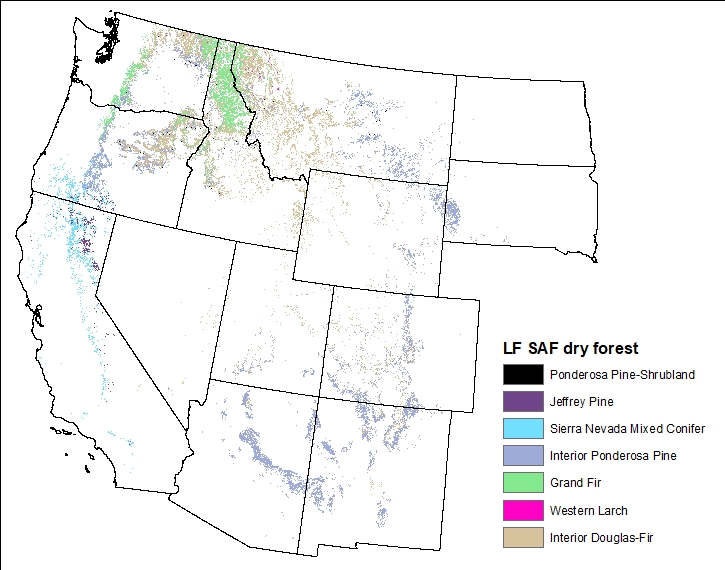 LF SAF dry forest
Ponderosa Pine-Shrubland
Jeffrey Pine
Sierra Nevada Mixed Conifer
Interior Ponderosa Pine
Grand Fir
Western Larch
Interior Douglas-Fir